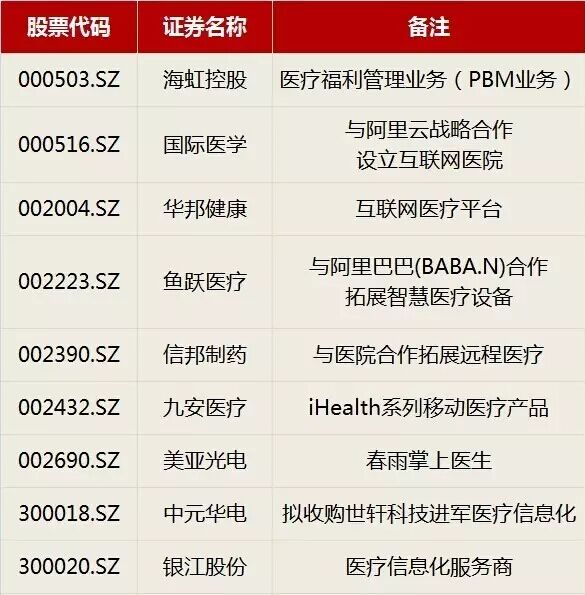 股票代码 证券名称 备注
000503.SZ 海虹控股 医疗福利管理业务（PBM业务）
000516.SZ 国际医学 与阿里云战略合作
设立互联网医院
002004.SZ 华邦健康 互联网医疗平台
002223.SZ 鱼跃医疗 与阿里巴巴(BABA.N)合作
拓展智慧医疗设备
002390.SZ 信邦制药 与医院合作拓展远程医疗
002432.SZ 九安医疗 iHealth系列移动医疗产品
002690.SZ 美亚光电 春雨掌上医生
300018.SZ 中元华电 拟收购世轩科技进军医疗信息化
300020.SZ 银江股份 医疗信息化服务商